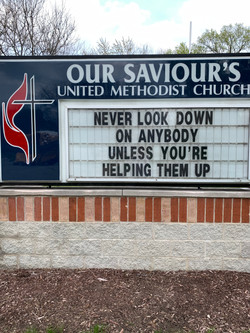 OUR SAVIOUR'S
UNITED METHODIST CHURCH
NEVER LOOK DOWN
ON ANYBODY
UNLESS YOU'RE
HELPING THEM UP